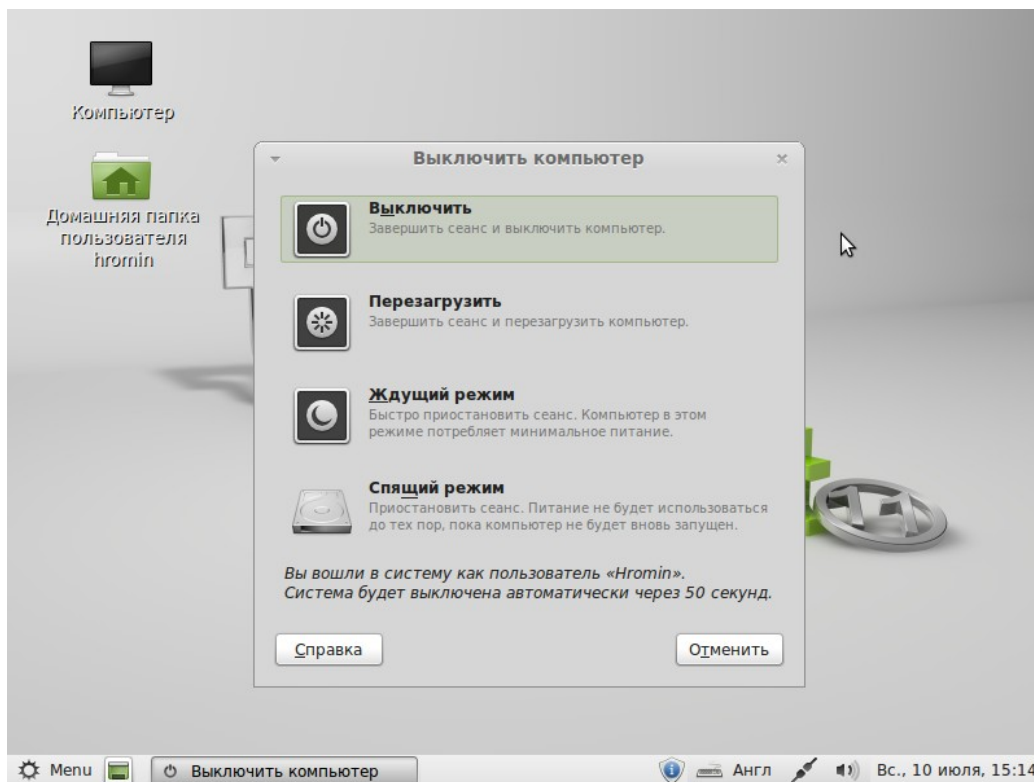 Компьютер
Домашняя папка
пользователя
hromin
Выключить компьютер
Выключить
Завершить сеанс и выключить компьютер.
Перезагрузить
Завершить сеанс и перезагрузить компьютер.
Ждущий режим
Быстро приостановить сеанс. Компьютер в этом
режиме потребляет минимальное питание.
Спящий режим
Приостановить сеанс. Питание не будет использоваться
до тех пор, пока компьютер не будет вновь запущен.
Вы вошли в систему как пользователь «Hromin».
Система будет выключена автоматически через 50 секунд.
Справка
Отменить
11
Menu
Выключить компьютер
Англ
Вс., 10 июля, 15:14